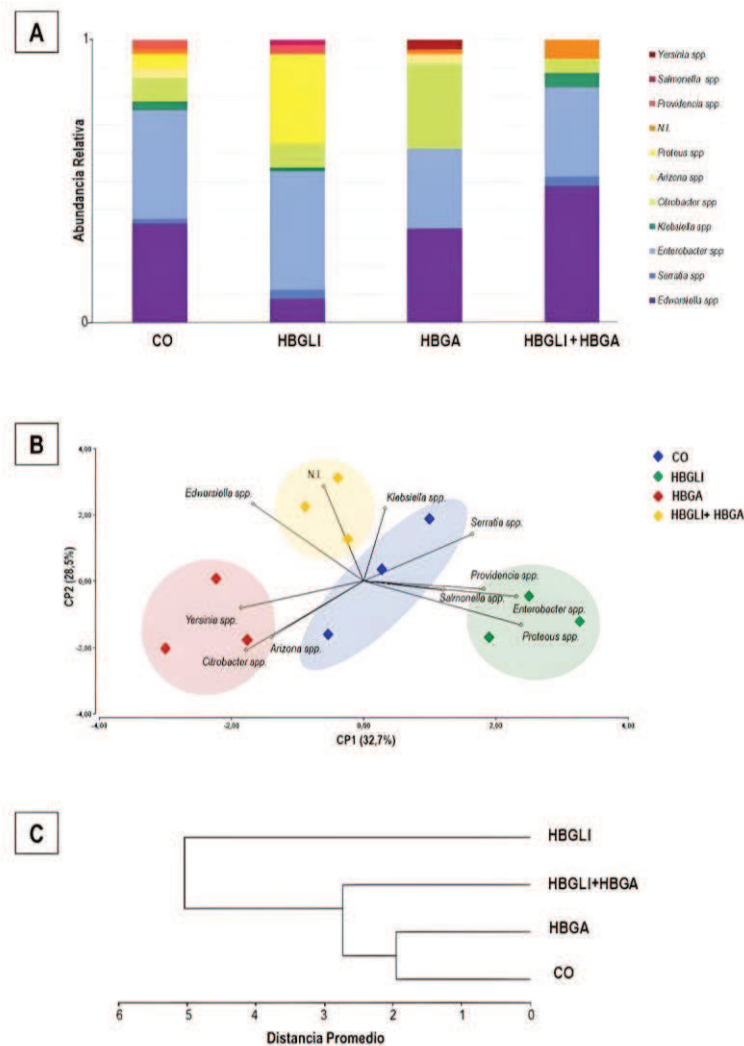 A
1
Abundancia Relativa
0
CO
HBGLI
HBGA
HBGLI+HBGA
Yersinia spp
Salmonella spp
Providencia spp
N.I.
Proteus spp
Arizona spp
Citrobacter spp
Klebsiella spp
Enterobacter spp
Serratia spp
Edwarsiella spp
B
4,00
2,00
0,00
-2,00
-4,00
CP2 (28,5%)
N.I.
Edwarsiella spp.
Klebsiella spp.
Serratia spp.
Providencia spp.
Salmonella spp.
Enterobacter spp.
Proteous spp.
Yersinia spp.
Arizona spp.
Citrobacter spp.
-4,00
-2,00
0,00
2,00
4,00
CP1 (32,7%)
CO
HBGLI
HBGA
HBGLI+ HBGA
C
HBGLI
HBGLI+HBGA
HBGA
CO
6 5 4 3 2 1 0
Distancia Promedio